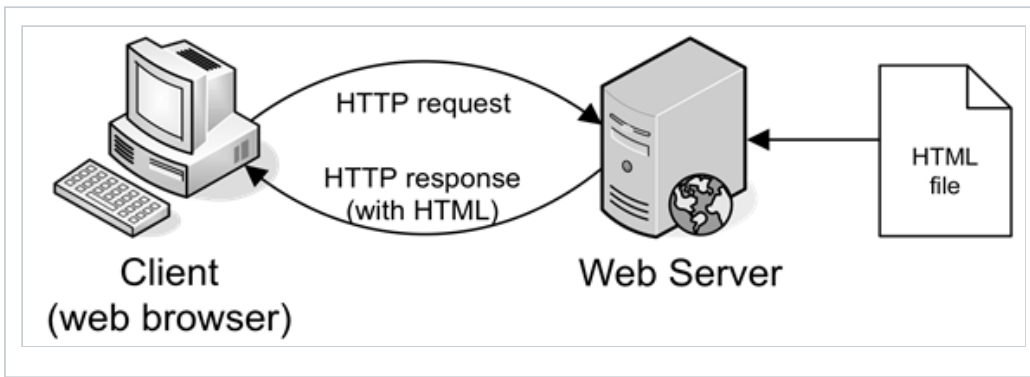 HTTP request
HTTP response
(with HTML)
HTML
file
Client
(web browser)
Web Server